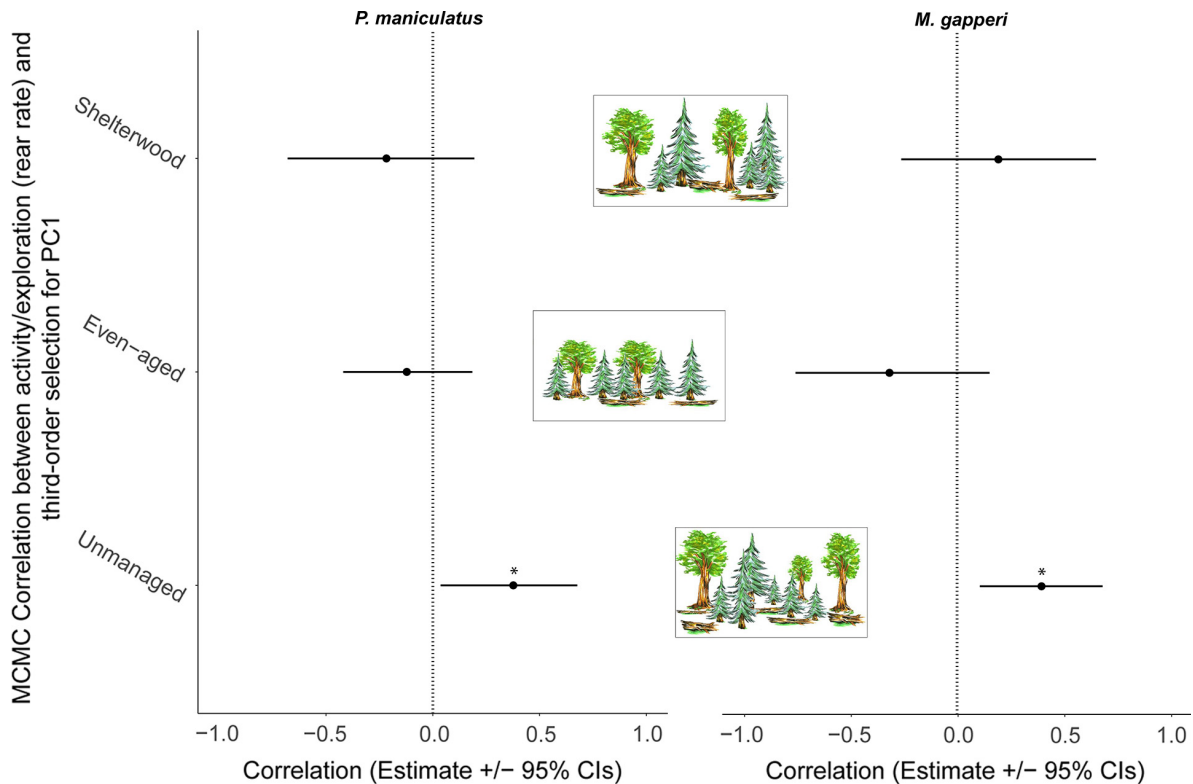 P. maniculatus
M. gapperi
MCMC Correlation between activity/exploration (rear rate) and
third-order selection for PC1
Shelterwood
Even−aged
Unmanaged
*
*
−1.0 −0.5 0.0 0.5 1.0
−1.0 −0.5 0.0 0.5 1.0
Correlation (Estimate +/− 95% CIs)
Correlation (Estimate +/− 95% CIs)